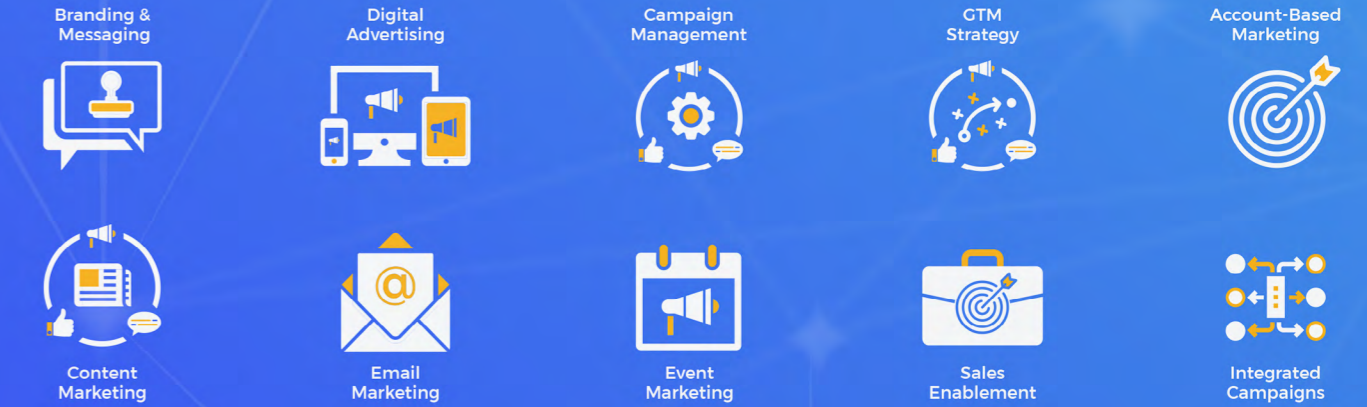 Branding &
Messaging
Digital
Advertising
Campaign
Management
GTM
Strategy
Account-Based
Marketing
@
Content
Marketing
Email
Marketing
Event
Marketing
Sales
Enablement
Integrated
Campaigns